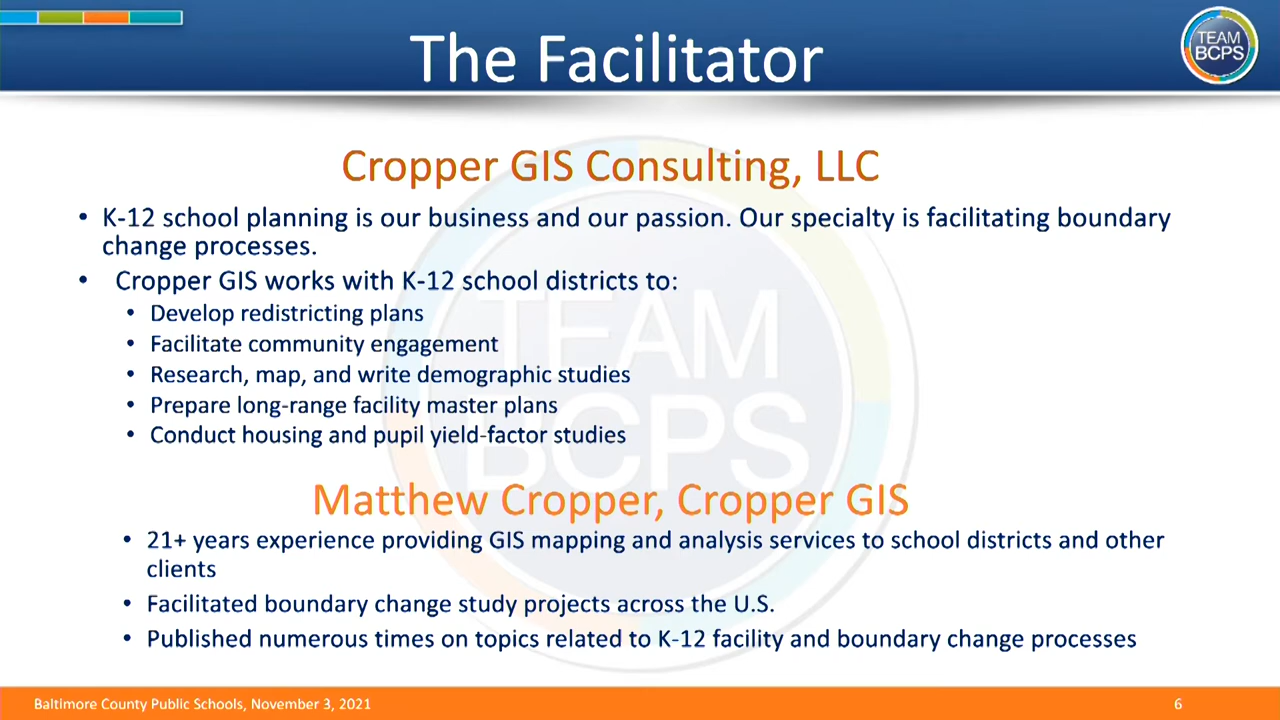 The Facilitator
TEAM
BCPS
Cropper GIS Consulting, LLC
• K-12 school planning is our business and our passion. Our specialty is facilitating boundary
change processes.
• Cropper GIS works with K-12 school districts to:
• Develop redistricting plans
• Facilitate community engagement
• Research, map, and write demographic studies
• Prepare long-range facility master plans
• Conduct housing and pupil yield-factor studies
TEAM
BCPS
Matthew Cropper, Cropper GIS
• 21+ years experience providing GIS mapping and analysis services to school districts and other
clients
• Facilitated boundary change study projects across the U.S.
• Published numerous times on topics related to K-12 facility and boundary change processes
Baltimore County Public Schools, November 3, 2021
6